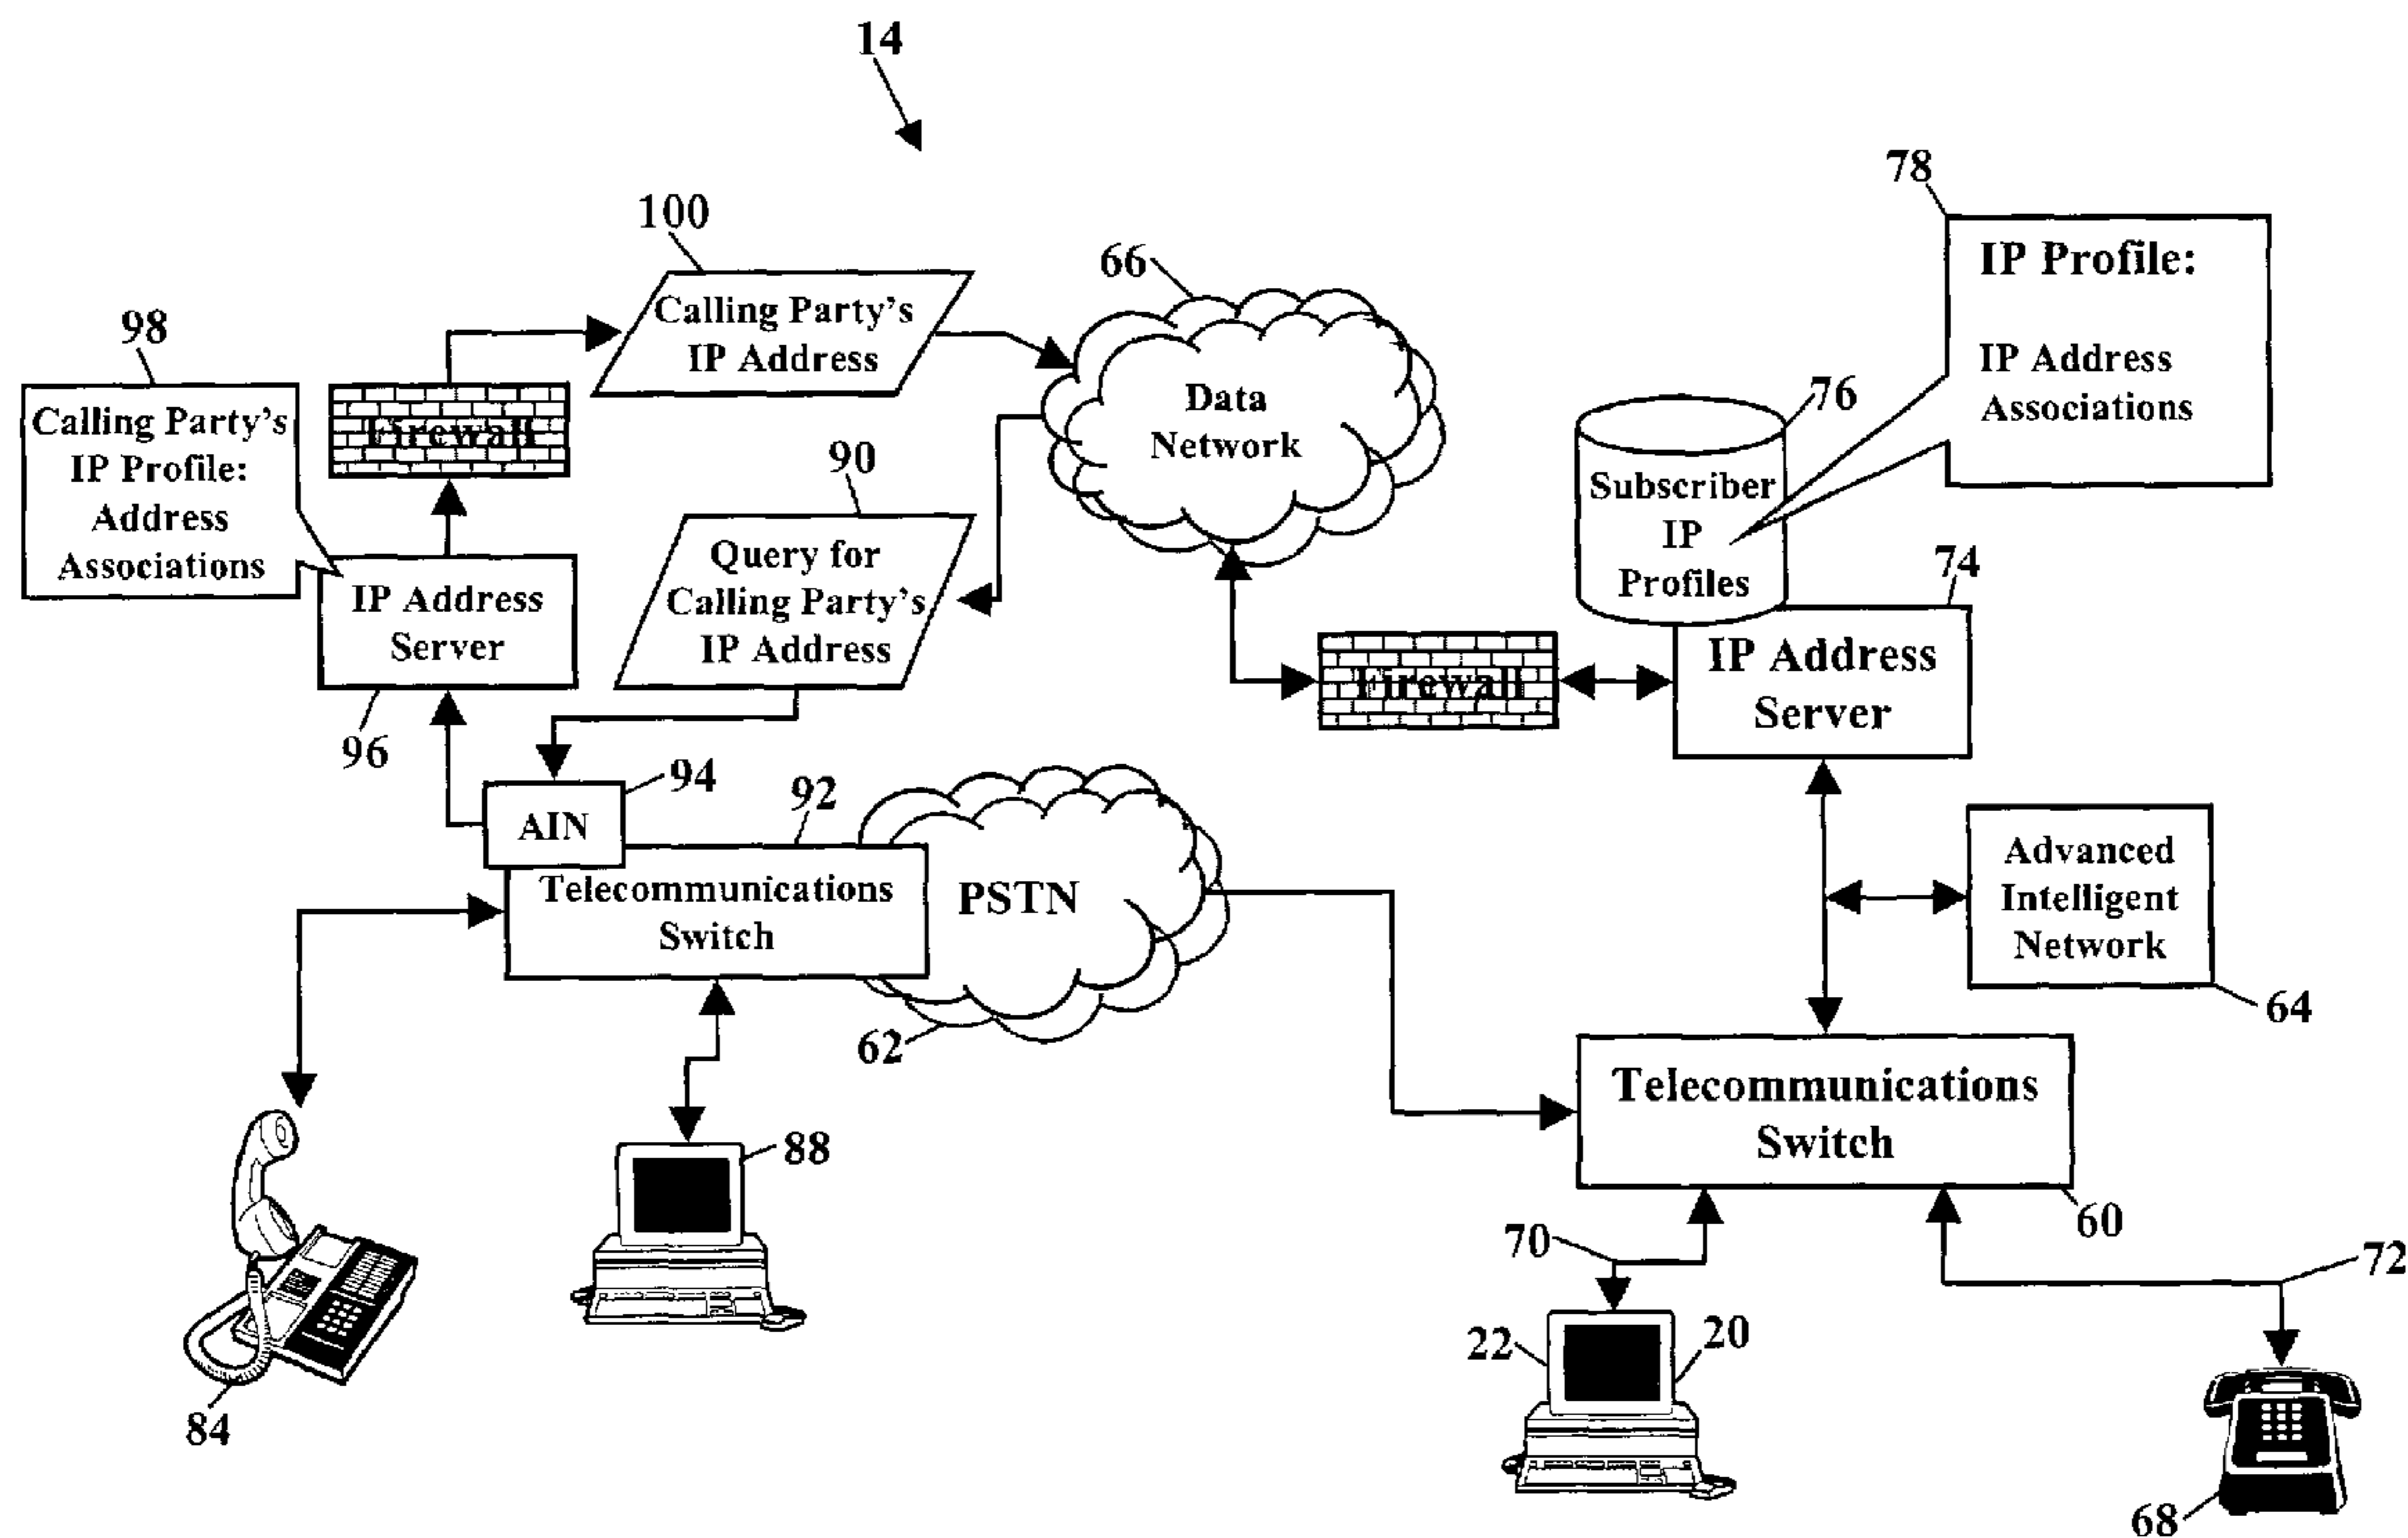 14
78
100
IP Profile:
IP Address
Associations
66
Calling Party's
IP Address
98
Calling Party's
IP Profile:
Address
Associations
Firewall
Data
Network
76
90
Subscriber
IP
Profiles
Query for
Calling Party's
IP Address
74
IP Address
Server
IP Address
Server
Firewall
96
94
92
AIN
Telecommunications
Switch
PSTN
Advanced
Intelligent
Network
64
62
Telecommunications
Switch
88
60
70
72
22
20
84
68